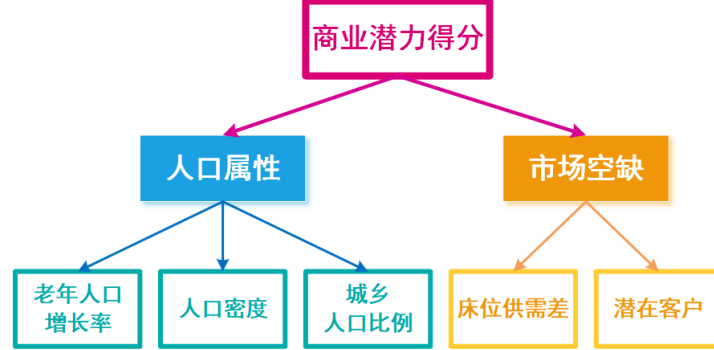 商业潜力得分
人口属性
市场空缺
老年人口
增长率
人口密度
城乡
人口比例
床位供需差
潜在客户